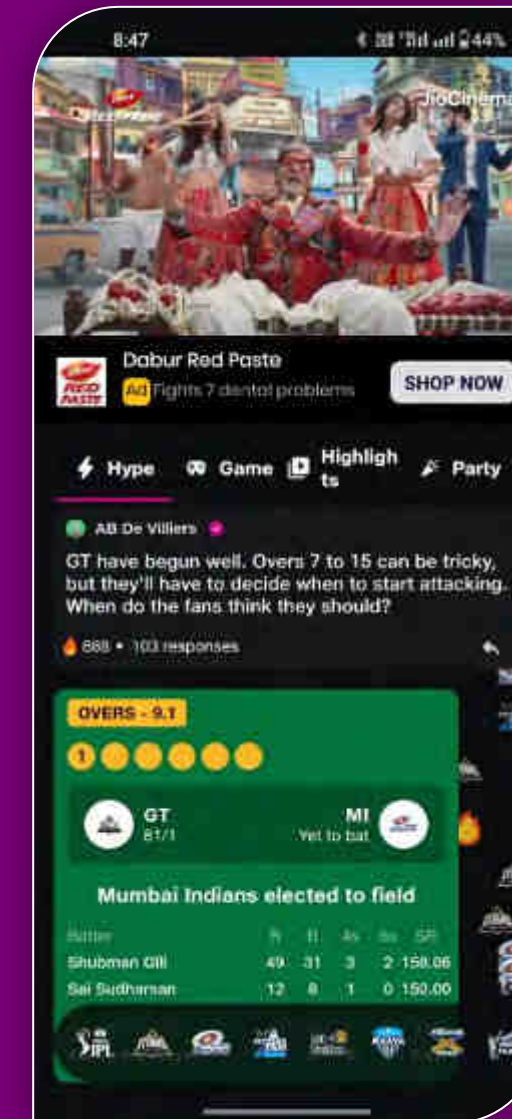 8:47
44%
JioCinema
Dabur Red Paste
Ad Fights 7 dental problems
SHOP NOW
RED
PASTE
Hype
Game
Highligh
ts
Party
AB De Villiers
GT have begun well. Overs 7 to 15 can be tricky,
but they'll have to decide when to start attacking.
When do the fans think they should?
868 • 103 responses
OVERS - 9.1
1
GT
81/1
MI
Yet to bat
Mumbai Indians elected to field
Batter R B 4s 6s SR
Shubman Gill 49 31 3 2 158.06
Sai Sudharsan 12 8 1 0 150.00
IPL